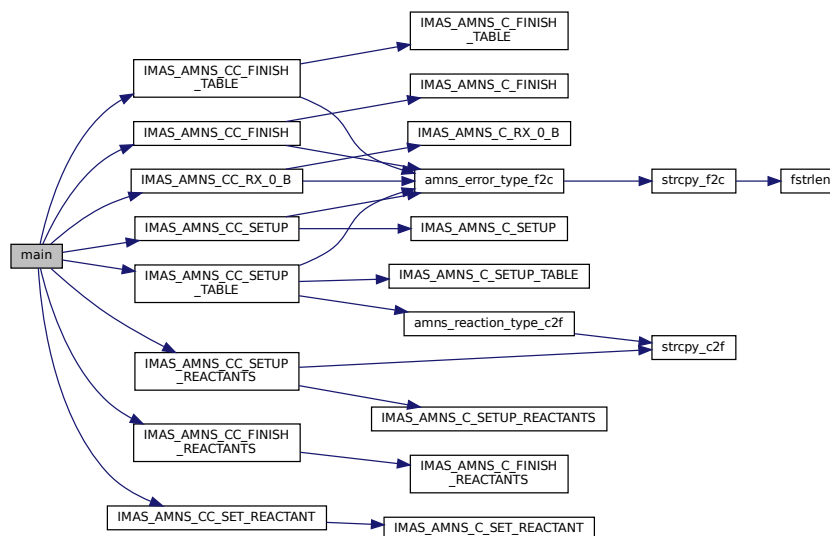 IMAS_AMNS_C_FINISH
_TABLE
IMAS_AMNS_CC_FINISH
_TABLE
IMAS_AMNS_C_FINISH
IMAS_AMNS_CC_FINISH
IMAS_AMNS_C_RX_0_B
IMAS_AMNS_CC_RX_0_B
amns_error_type_f2c
strcpy_f2c
fstrlen
IMAS_AMNS_CC_SETUP
IMAS_AMNS_C_SETUP
main
IMAS_AMNS_CC_SETUP
_TABLE
IMAS_AMNS_C_SETUP_TABLE
amns_reaction_type_c2f
strcpy_c2f
IMAS_AMNS_CC_SETUP
_REACTANTS
IMAS_AMNS_C_SETUP_REACTANTS
IMAS_AMNS_CC_FINISH
_REACTANTS
IMAS_AMNS_C_FINISH
_REACTANTS
IMAS_AMNS_CC_SET_REACTANT
IMAS_AMNS_C_SET_REACTANT